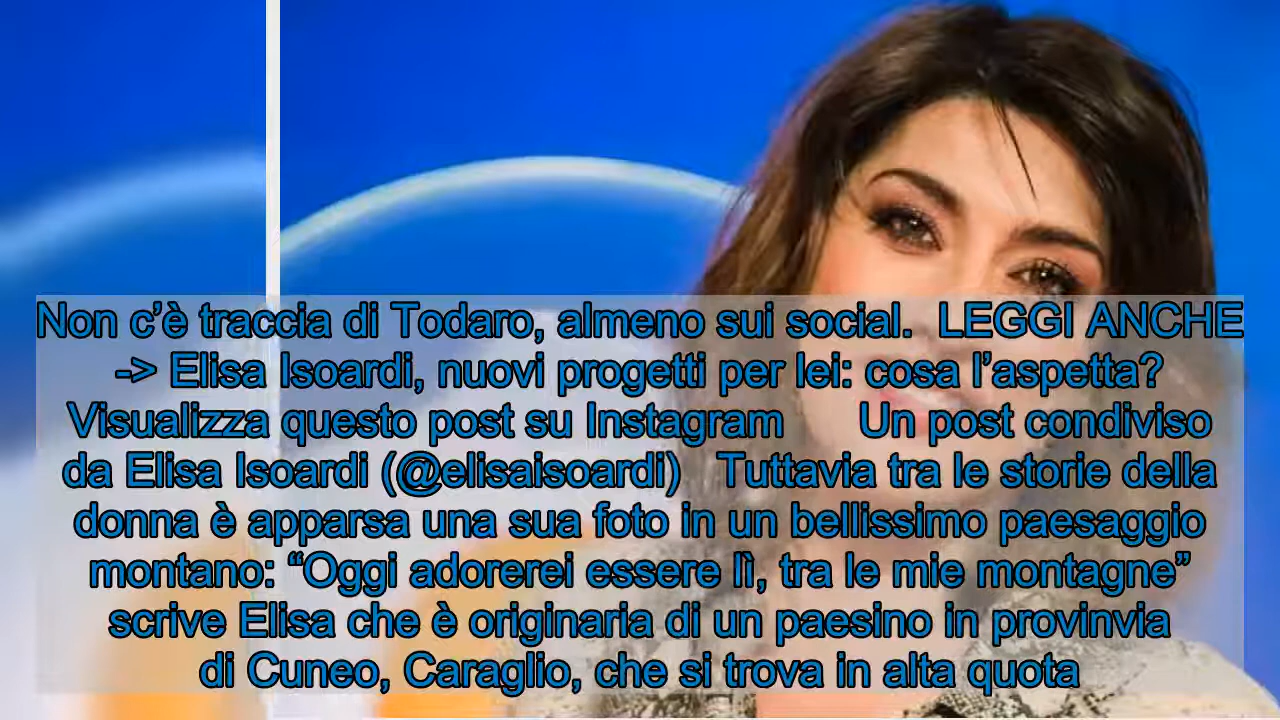 Non c’è traccia di Todaro, almeno sui social.  LEGGI ANCHE
-> Elisa Isoardi, nuovi progetti per lei: cosa l’aspetta?
Visualizza questo post su Instagram      Un post condiviso
da Elisa Isoardi (@elisaisoardi)   Tuttavia tra le storie della
donna è apparsa una sua foto in un bellissimo paesaggio
montano: “Oggi adorerei essere lì, tra le mie montagne”
scrive Elisa che è originaria di un paesino in provinvia
di Cuneo, Caraglio, che si trova in alta quota